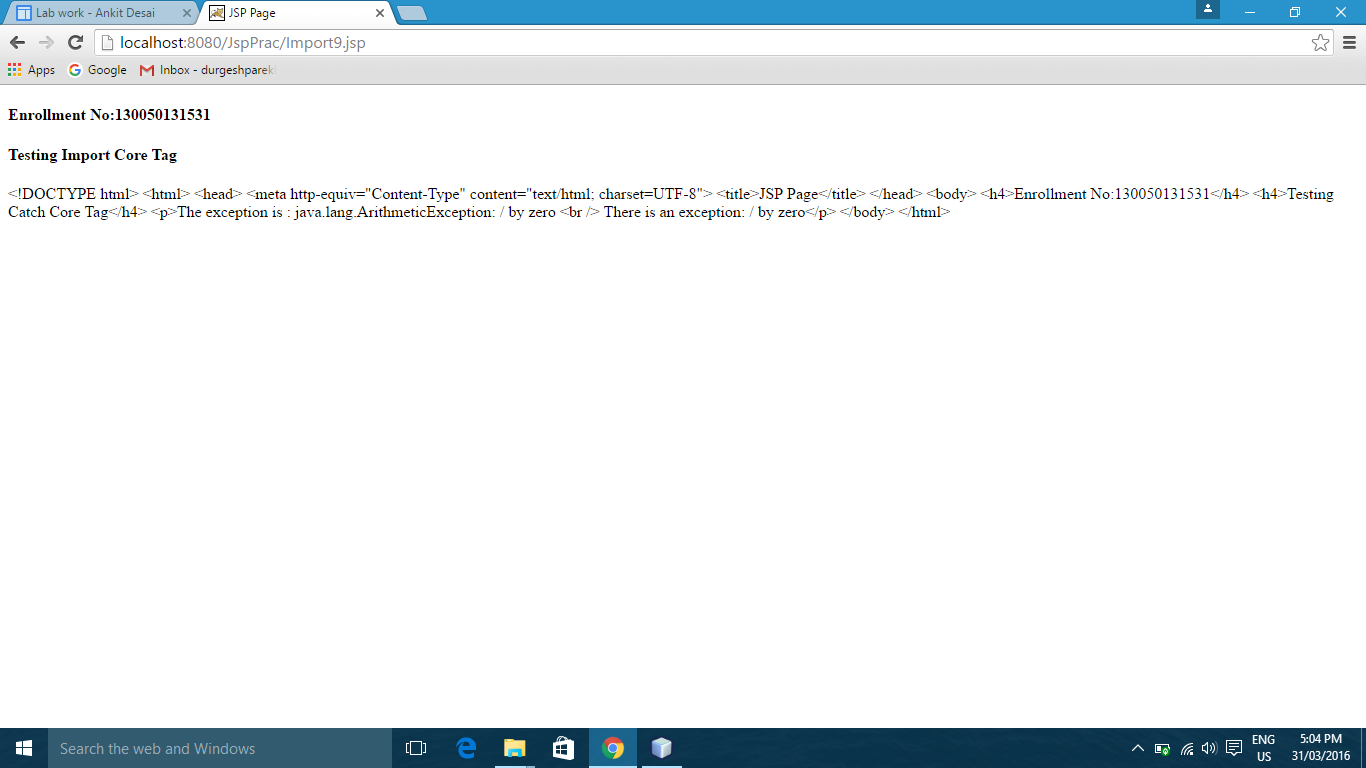 Lab work - Ankit Desai
JSP Page
localhost:8080/JspPrac/Import9.jsp
Apps
Google
Inbox - durgeshparek
Enrollment No:130050131531
Testing Import Core Tag
<!DOCTYPE html> <html> <head> <meta http-equiv="Content-Type" content="text/html; charset=UTF-8"> <title>JSP Page</title> </head> <body> <h4>Enrollment No:130050131531</h4> <h4>Testing
Catch Core Tag</h4> <p>The exception is : java.lang.ArithmeticException: / by zero <br /> There is an exception: / by zero</p> </body> </html>
Search the web and Windows
ENG
US
5:04 PM
31/03/2016